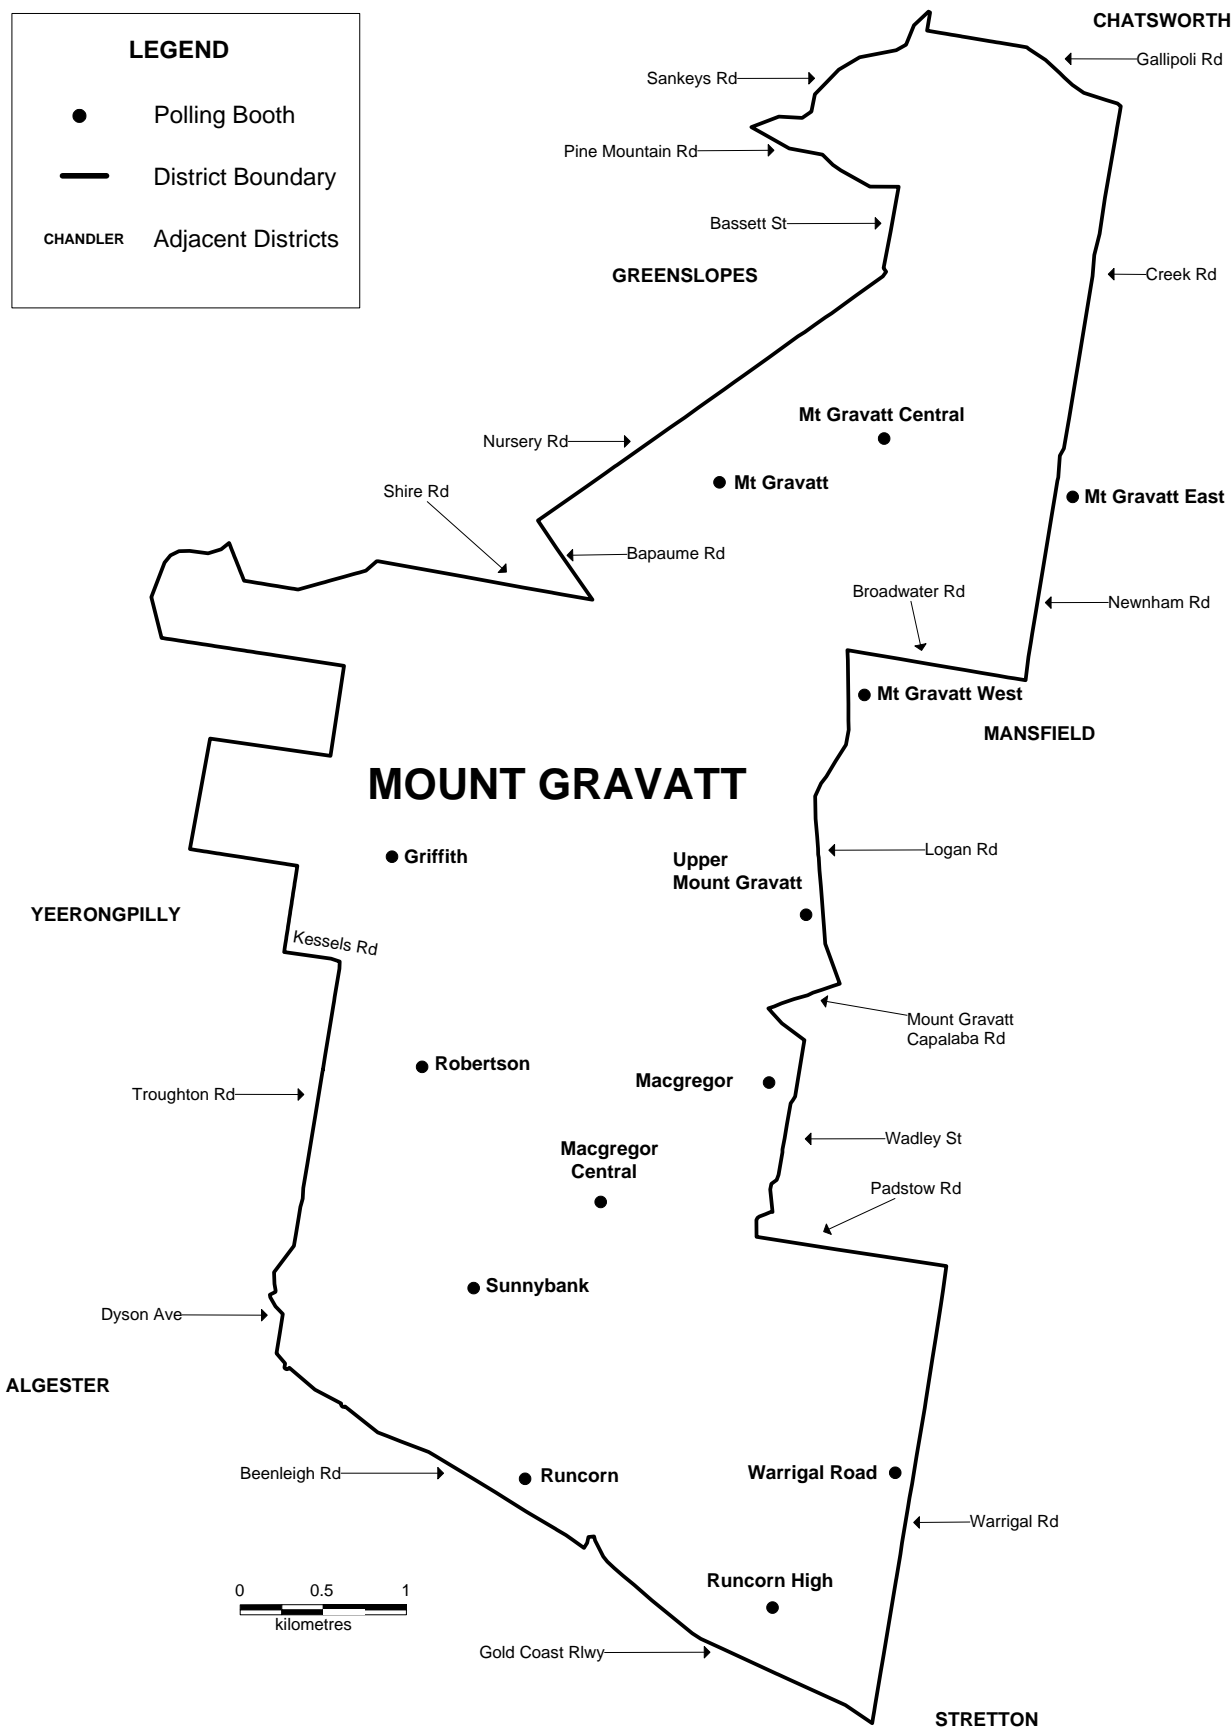 CHATSWORTH
LEGEND
Gallipoli Rd
Sankeys Rd
Polling Booth
Pine Mountain Rd
District Boundary
Bassett St
CHANDLER Adjacent Districts
GREENSLOPES
Creek Rd
Mt Gravatt Central
Nursery Rd
Mt Gravatt
Shire Rd
Mt Gravatt East
Bapaume Rd
Broadwater Rd
Newnham Rd
Mt Gravatt West
MANSFIELD
MOUNT GRAVATT
Griffith
Logan Rd
Upper
Mount Gravatt
YEERONGPILLY
Kessels Rd
Mount Gravatt
Capalaba Rd
Robertson
Macgregor
Troughton Rd
Wadley St
Macgregor
Central
Padstow Rd
Sunnybank
Dyson Ave
ALGESTER
Beenleigh Rd
Runcorn
Warrigal Road
Warrigal Rd
Runcorn High
0 0.5 1
kilometres
Gold Coast Rlwy
STRETTON